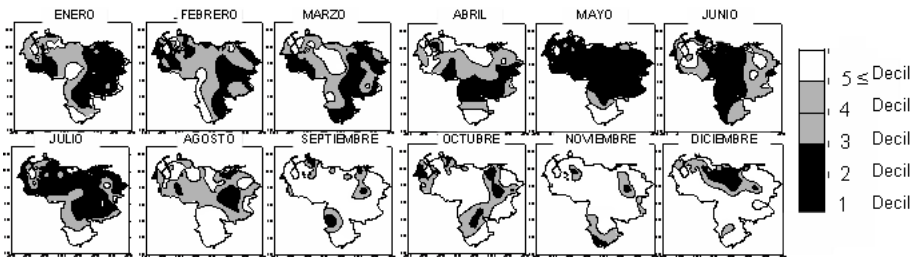 ENERO FEBRERO MARZO ABRIL MAYO JUNIO
5 ≤ Decil
4 Decil
3 Decil
2 Decil
1 Decil
JULIO AGOSTO SEPTIEMBRE OCTUBRE NOVIEMBRE DICIEMBRE